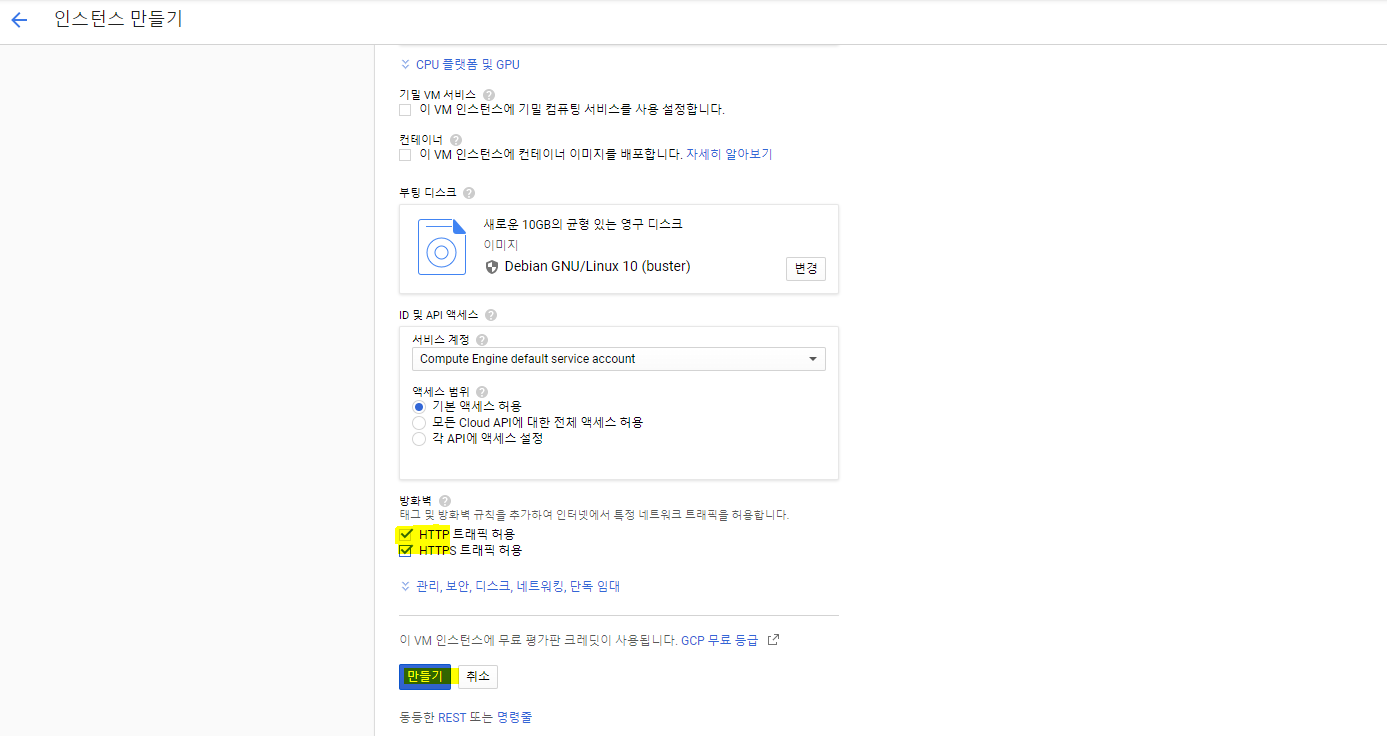 인스턴스 만들기
CPU 플랫폼 및 GPU
기밀 VM 서비스 ?
이 VM 인스턴스에 기밀 컴퓨팅 서비스를 사용 설정합니다.
컨테이너 ?
이 VM 인스턴스에 컨테이너 이미지를 배포합니다. 자세히 알아보기
부팅 디스크 ?
새로운 10GB의 균형 있는 영구 디스크
이미지
Debian GNU/Linux 10 (buster)
변경
ID 및 API 액세스 ?
서비스 계정 ?
Compute Engine default service account
액세스 범위 ?
기본 액세스 허용
모든 Cloud API에 대한 전체 액세스 허용
각 API에 액세스 설정
방화벽 ?
태그 및 방화벽 규칙을 추가하여 인터넷에서 특정 네트워크 트래픽을 허용합니다.
HTTP 트래픽 허용
HTTPS 트래픽 허용
관리, 보안, 디스크, 네트워킹, 단독 임대
이 VM 인스턴스에 무료 평가판 크레딧이 사용됩니다. GCP 무료 등급
만들기 취소
동등한 REST 또는 명령줄